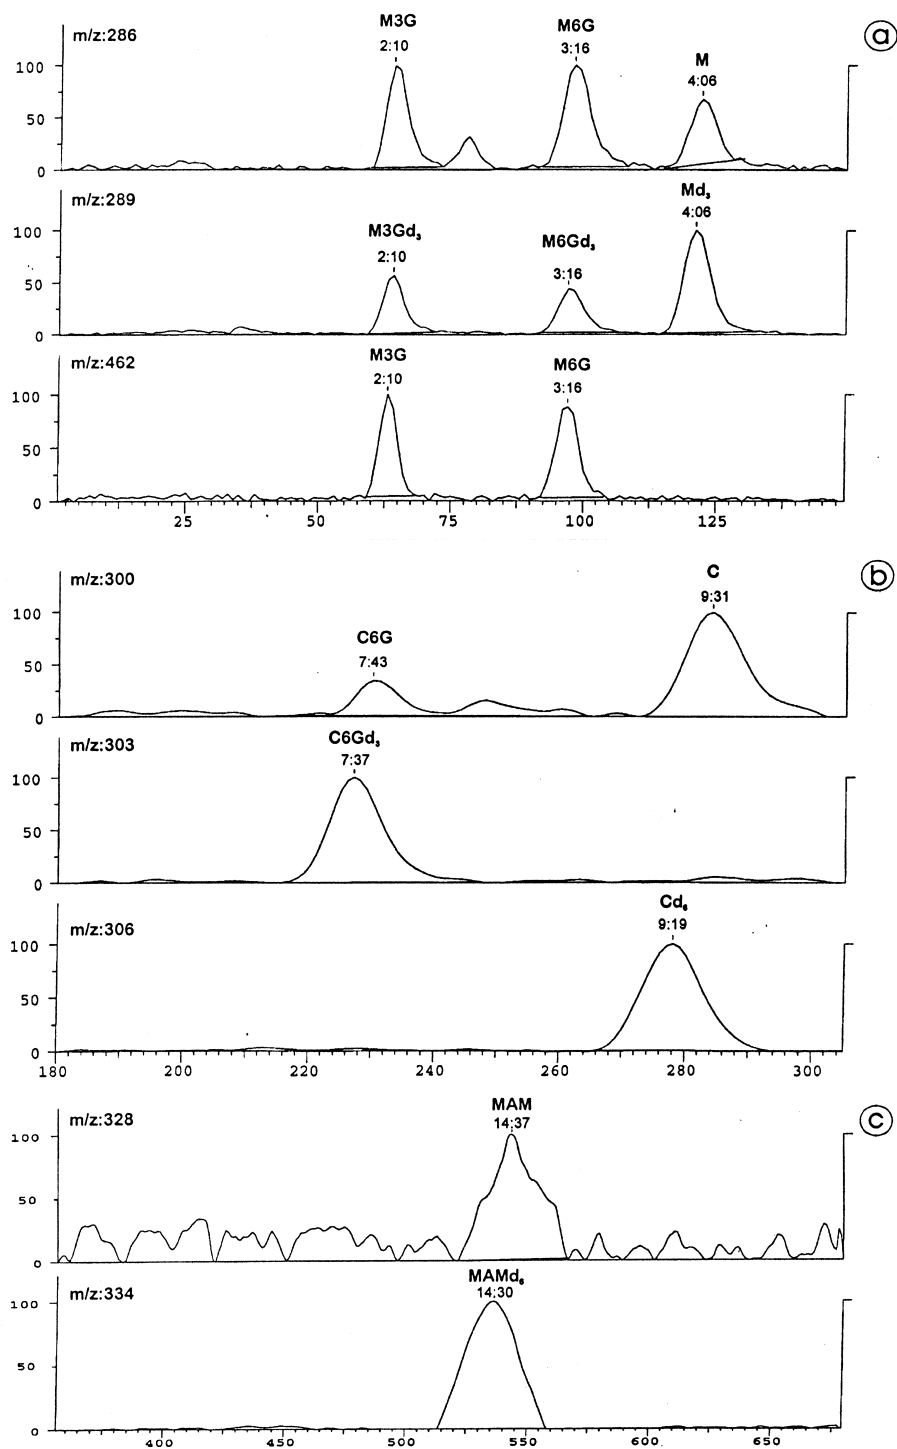 M3G
M6G
m/z:286
ⓐ
2:10
3:16
M
4:06
100
50
0
m/z:289
Md₃
4:06
M3Gd₃
M6Gd₃
2:10
3:16
100
50
0
M3G
M6G
m/z:462
2:10
3:16
100
50
0
25 50 75 100 125
m/z:300
C
ⓑ
9:31
C6G
7:43
100
50
0
m/z:303
C6Gd₃
7:37
100
50
0
m/z:306
Cd₆
9:19
100
50
0
180 200 220 240 260 280 300
MAM
m/z:328
14:37
ⓒ
100
50
0
MAMd₆
m/z:334
14:30
100
50
0
400 450 500 550 600 650